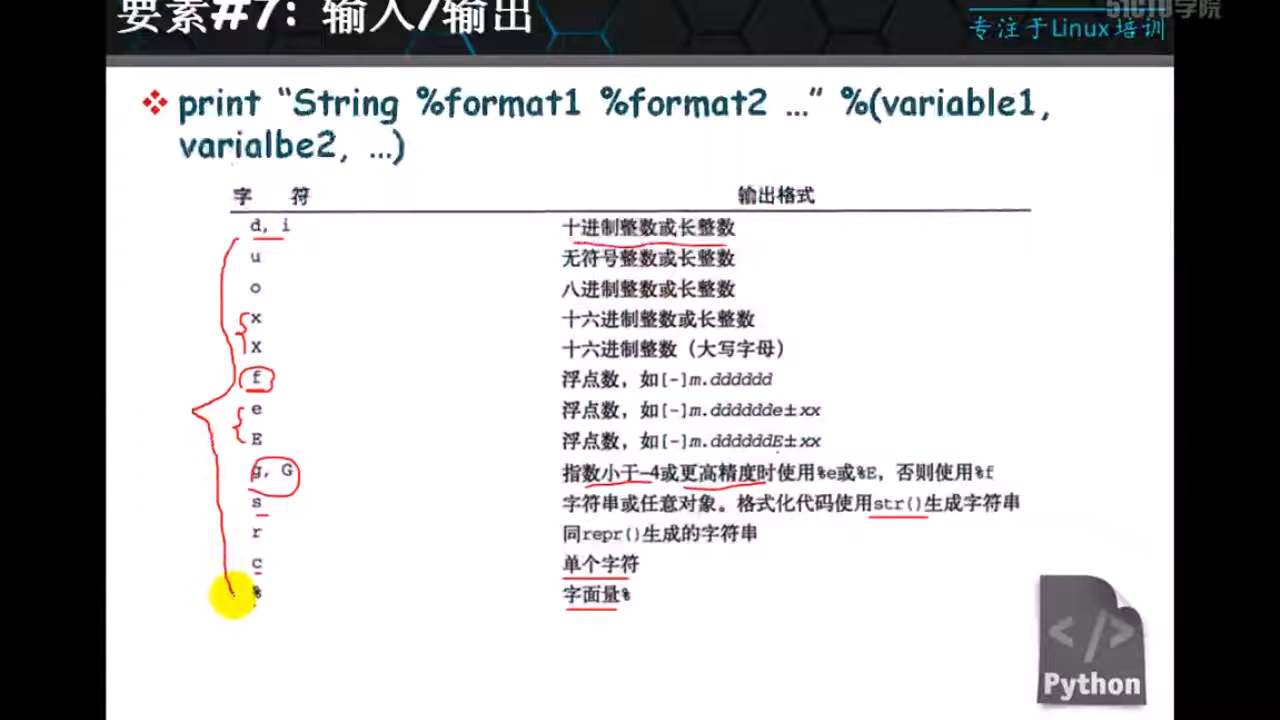 要素#7: 输入/输出
51CTO学院
专注于Linux培训
print “String %format1 %format2 …” %(variable1,
varialbe2, …)
字 符 输出格式
d, i 十进制整数或长整数
u 无符号整数或长整数
o 八进制整数或长整数
x 十六进制整数或长整数
X 十六进制整数（大写字母）
f 浮点数，如[-]m.dddddd
e 浮点数，如[-]m.dddddde±xx
E 浮点数，如[-]m.ddddddE±xx
g, G 指数小于-4或更高精度时使用%e或%E，否则使用%f
s 字符串或任意对象。格式化代码使用str()生成字符串
r 同repr()生成的字符串
c 单个字符
% 字面量%
</>
Python